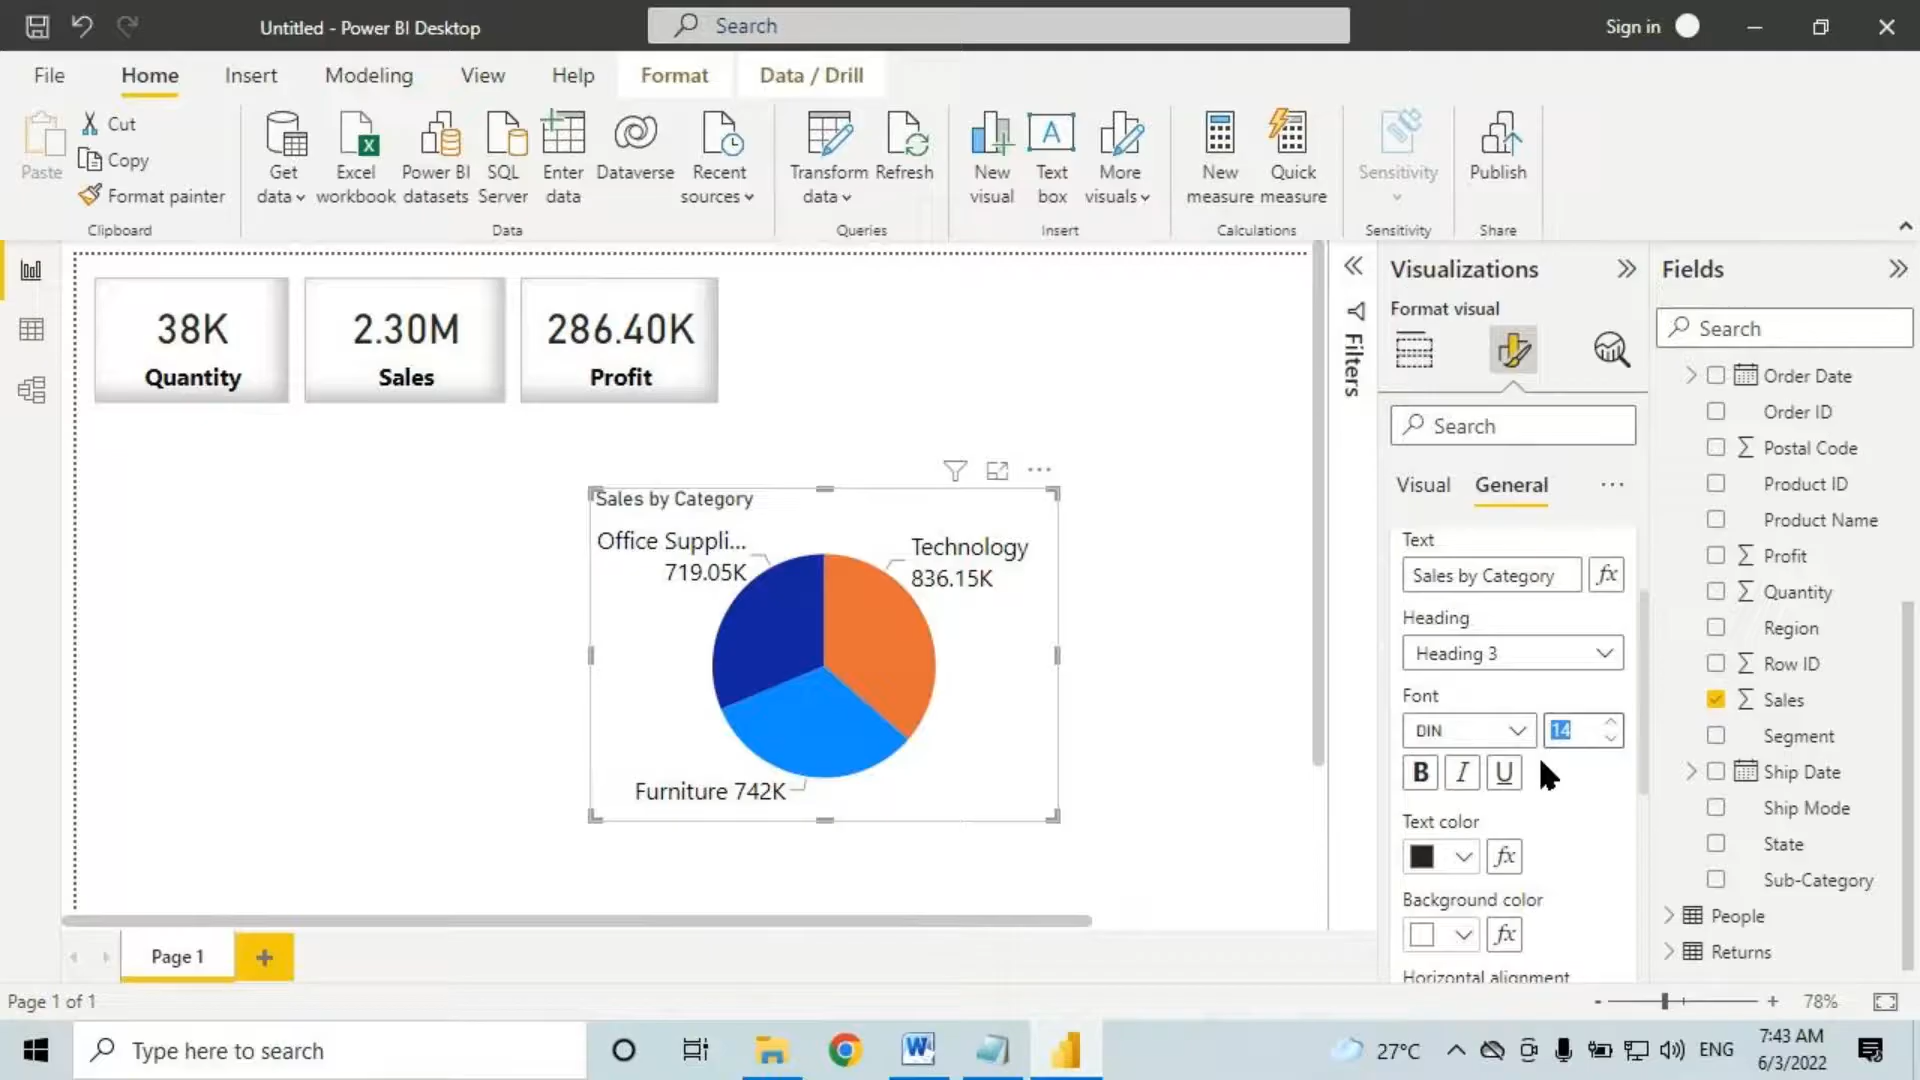 Untitled - Power BI Desktop
Search
Sign in
File
Home
Insert
Modeling
View
Help
Format
Data / Drill
Paste
Cut
Copy
Format painter
Clipboard
Get data
Excel workbook
Power BI datasets
SQL Server
Enter data
Dataverse
Recent sources
Data
Transform data
Refresh
Queries
New visual
Text box
More visuals
Insert
New measure
Quick measure
Calculations
Sensitivity
Sensitivity
Publish
Share
38K
Quantity
2.30M
Sales
286.40K
Profit
Sales by Category
Office Suppli...
719.05K
Technology
836.15K
Furniture 742K
Filters
Visualizations
Format visual
Search
Visual
General
Text
Sales by Category
fx
Heading
Heading 3
Font
DIN
14
B
I
U
Text color
fx
Background color
fx
Horizontal alignment
Fields
Search
Order Date
Order ID
Postal Code
Product ID
Product Name
Profit
Quantity
Region
Row ID
Sales
Segment
Ship Date
Ship Mode
State
Sub-Category
People
Returns
Page 1
Page 1 of 1
78%
Type here to search
27°C
ENG
7:43 AM
6/3/2022